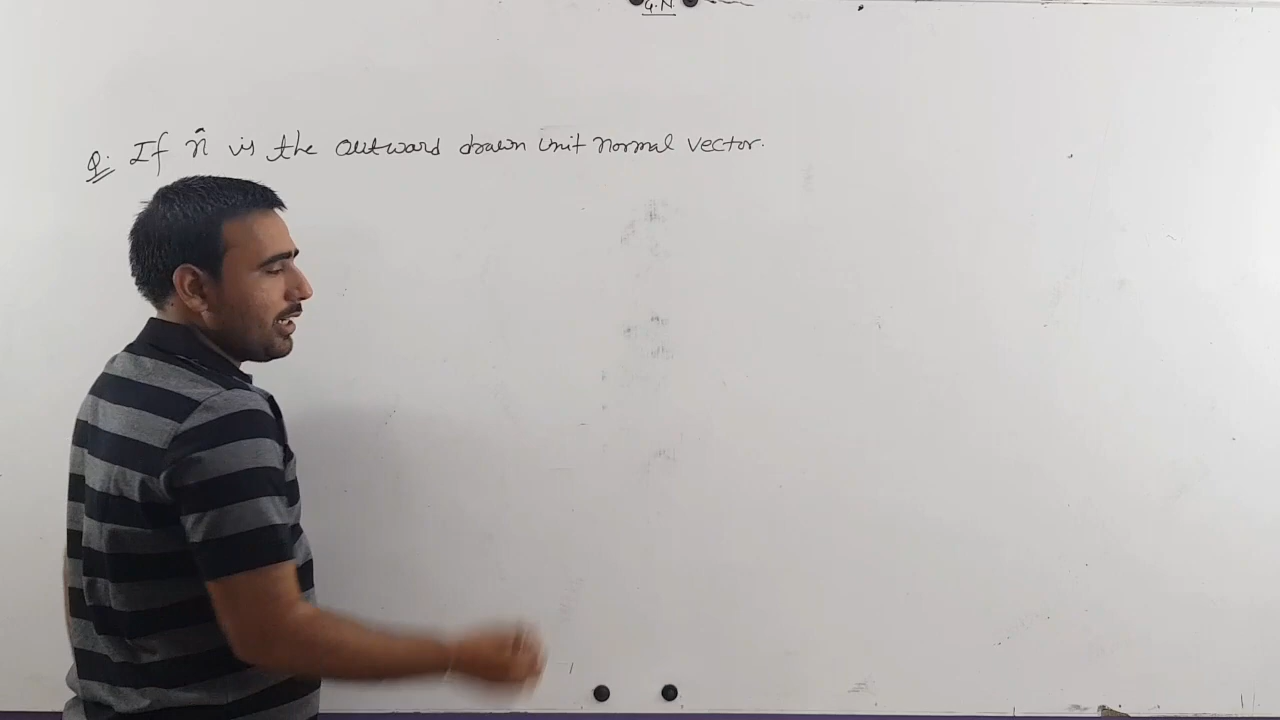 G.N.
Q: If n̂ is the outward drawn unit normal vector.